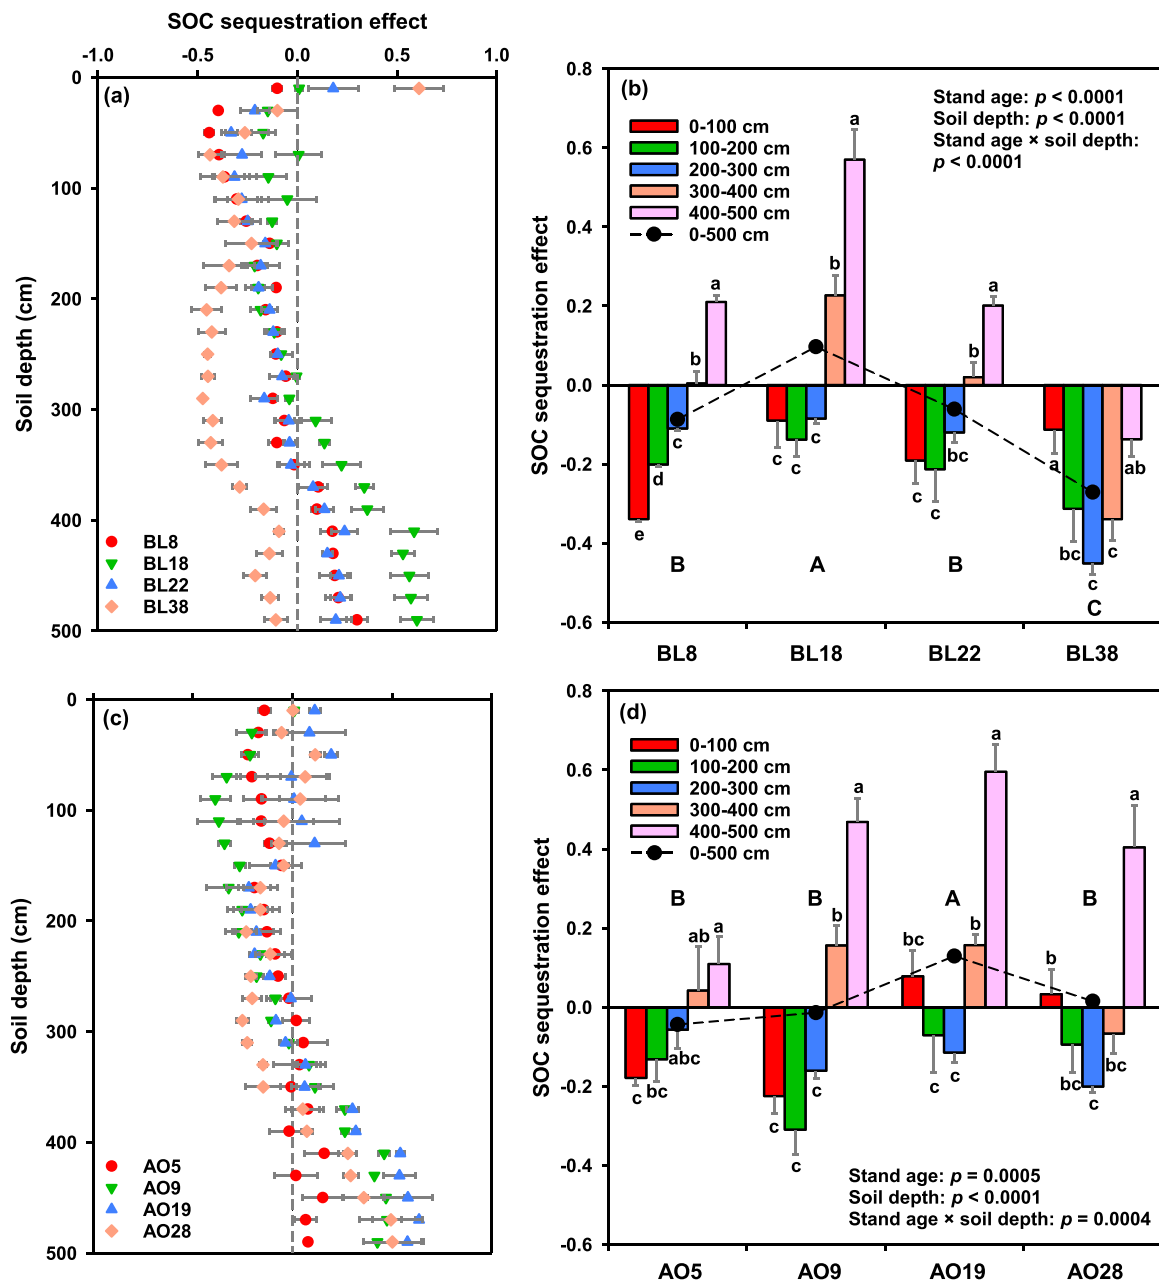 SOC sequestration effect
-1.0 -0.5 0.0 0.5 1.0
(a)
Soil depth (cm)
0
100
200
300
400
500
BL8
BL18
BL22
BL38
(b)
SOC sequestration effect
0.8
0.6
0.4
0.2
0.0
-0.2
-0.4
-0.6
0-100 cm
100-200 cm
200-300 cm
300-400 cm
400-500 cm
0-500 cm
Stand age: p < 0.0001
Soil depth: p < 0.0001
Stand age × soil depth:
p < 0.0001
e d c b a
c c c b a
c c bc b a
a bc c c ab
B A B C
BL8 BL18 BL22 BL38
(c)
Soil depth (cm)
0
100
200
300
400
500
AO5
AO9
AO19
AO28
(d)
SOC sequestration effect
0.8
0.6
0.4
0.2
0.0
-0.2
-0.4
-0.6
0-100 cm
100-200 cm
200-300 cm
300-400 cm
400-500 cm
0-500 cm
B B A B
c bc abc ab a
c c c b a
bc c c b a
b bc c bc a
Stand age: p = 0.0005
Soil depth: p < 0.0001
Stand age × soil depth: p = 0.0004
AO5 AO9 AO19 AO28